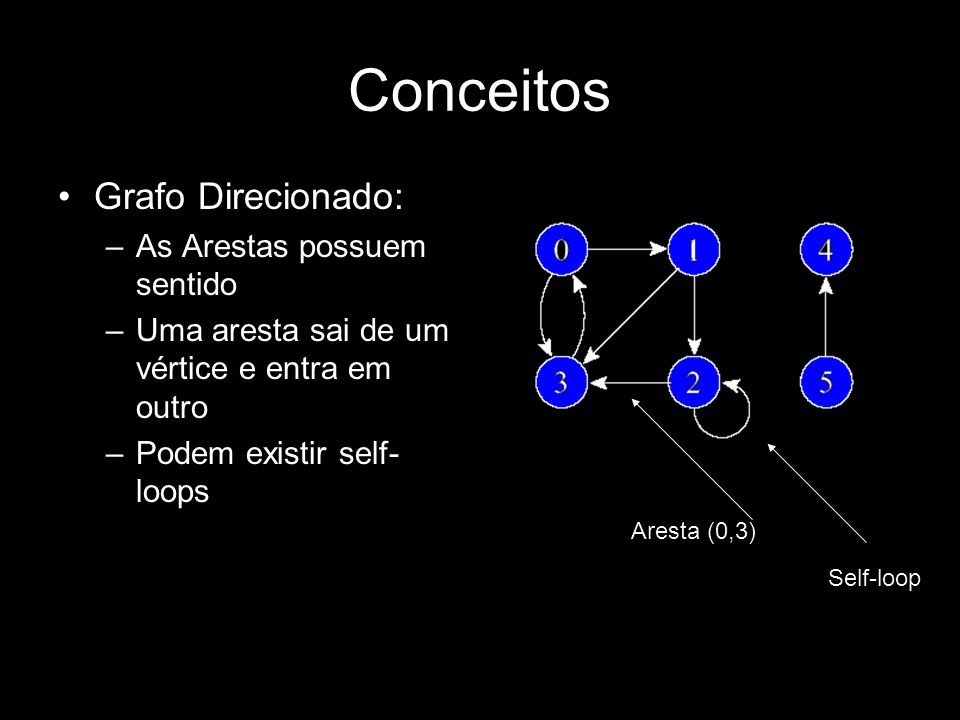 Conceitos
• Grafo Direcionado:
– As Arestas possuem
sentido
– Uma aresta sai de um
vértice e entra em
outro
– Podem existir self-
loops
0 1 4
3 2 5
Aresta (0,3)
Self-loop